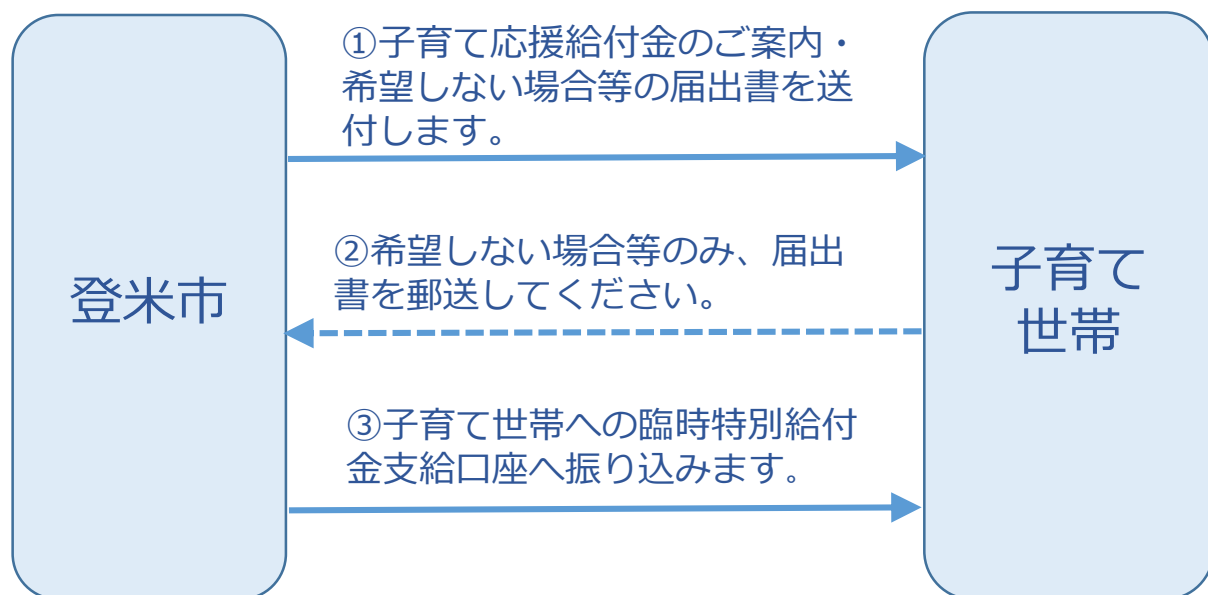 ①子育て応援給付金のご案内・
希望しない場合等の届出書を送
付します。
②希望しない場合等のみ、届出
書を郵送してください。
登米市
子育て
世帯
③子育て世帯への臨時特別給付
金支給口座へ振り込みます。